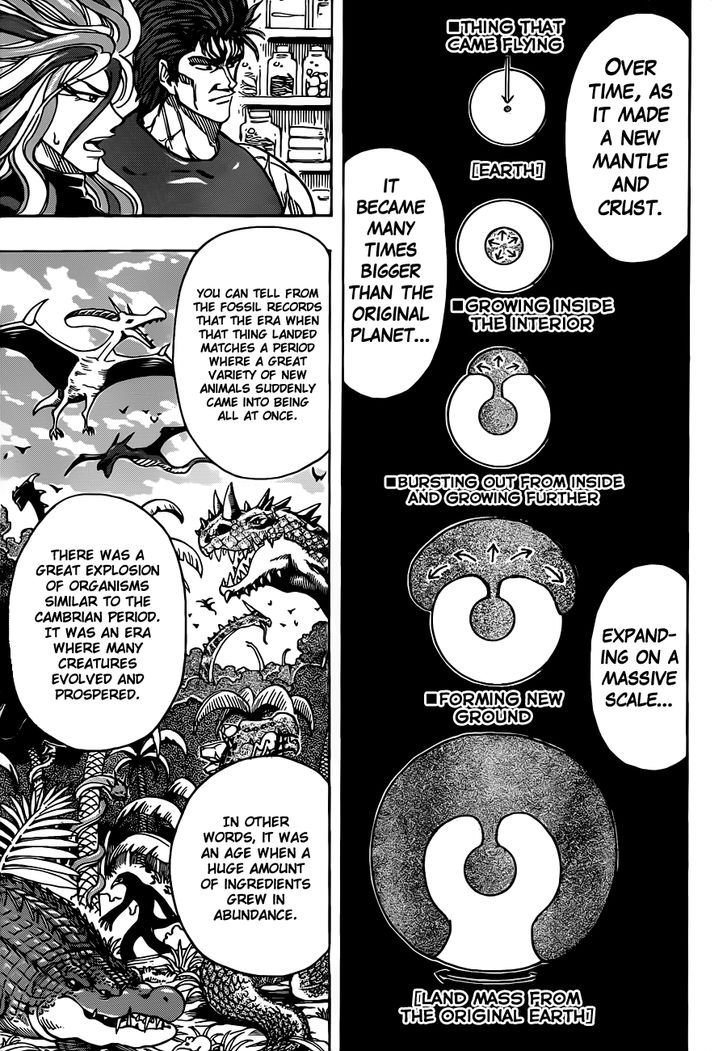 ■THING THAT
CAME FLYING
OVER
TIME, AS
IT MADE
A NEW
MANTLE
AND
CRUST.
[EARTH]
IT
BECAME
MANY
TIMES
BIGGER
THAN THE
ORIGINAL
PLANET...
■GROWING INSIDE
THE INTERIOR
■BURSTING OUT FROM INSIDE
AND GROWING FURTHER
EXPAND-
ING ON A
MASSIVE
SCALE...
■FORMING NEW
GROUND
[LAND MASS FROM
THE ORIGINAL EARTH]
YOU CAN TELL FROM
THE FOSSIL RECORDS
THAT THE ERA WHEN
THAT THING LANDED
MATCHES A PERIOD
WHERE A GREAT
VARIETY OF NEW
ANIMALS SUDDENLY
CAME INTO BEING
ALL AT ONCE.
THERE WAS A
GREAT EXPLOSION
OF ORGANISMS
SIMILAR TO THE
CAMBRIAN PERIOD.
IT WAS AN ERA
WHERE MANY
CREATURES
EVOLVED AND
PROSPERED.
IN OTHER
WORDS, IT WAS
AN AGE WHEN A
HUGE AMOUNT
OF INGREDIENTS
GREW IN
ABUNDANCE.